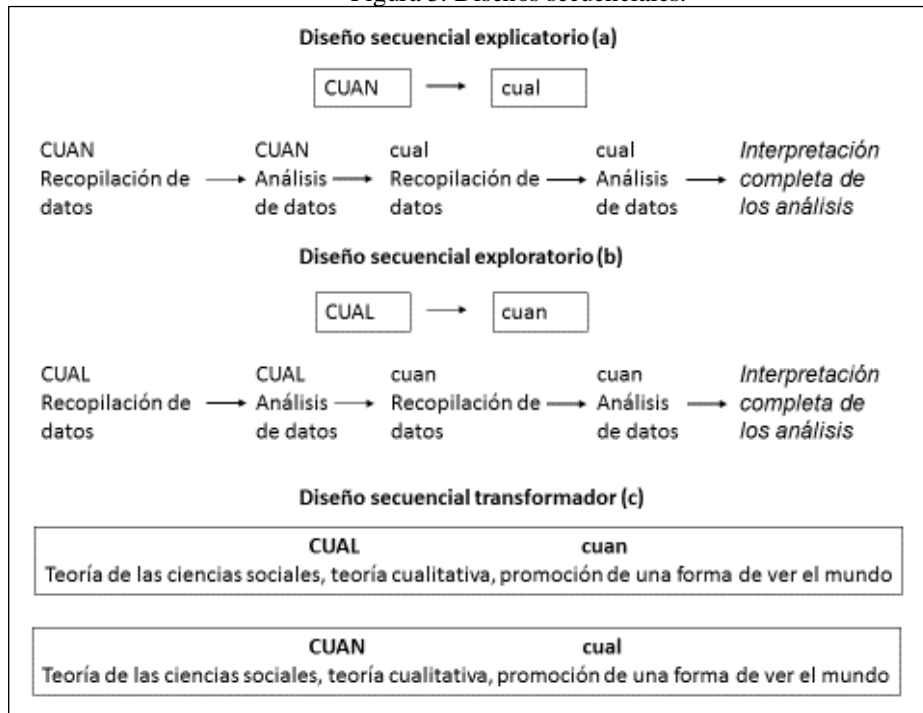 Figura 3. Diseños secuenciales.
Diseño secuencial explicatorio (a)
CUAN cual
CUAN CUAN cual cual Interpretación
Recopilación de Análisis Recopilación de Análisis completa de
datos de datos datos de datos los análisis
Diseño secuencial exploratorio (b)
CUAL cuan
CUAL CUAL cuan cuan Interpretación
Recopilación de Análisis Recopilación de Análisis completa de
datos de datos datos de datos los análisis
Diseño secuencial transformador (c)
CUAL cuan
Teoría de las ciencias sociales, teoría cualitativa, promoción de una forma de ver el mundo
CUAN cual
Teoría de las ciencias sociales, teoría cualitativa, promoción de una forma de ver el mundo